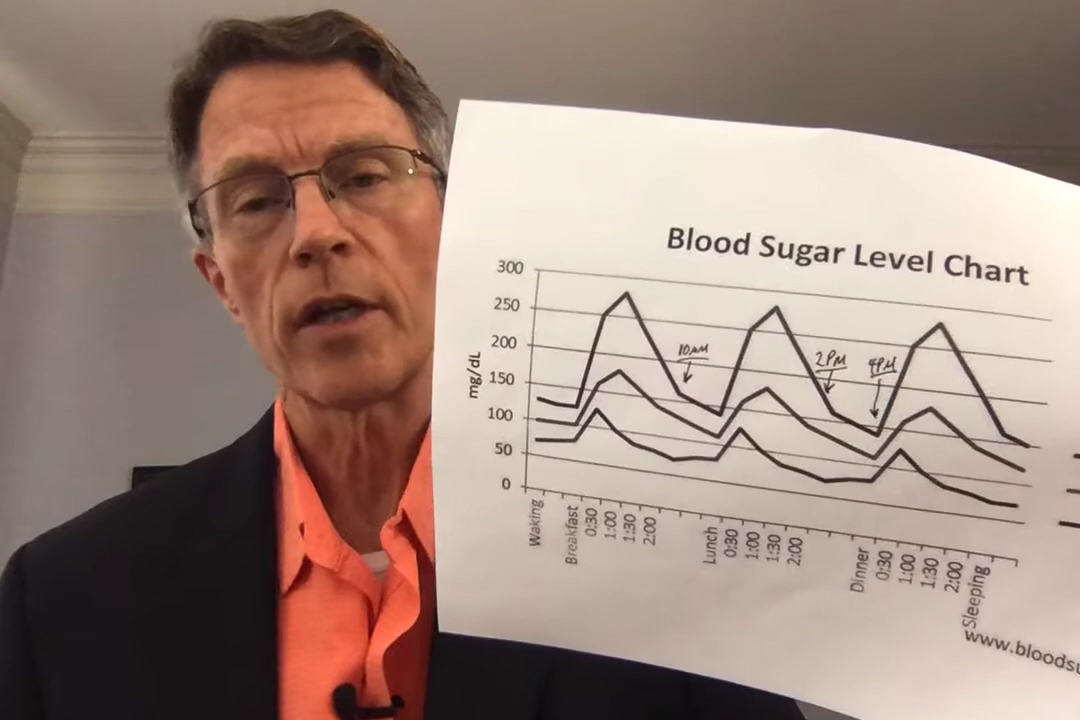 Blood Sugar Level Chart
mg/dL
300
250
200
150
100
50
0
10AM
2PM
4PM
Waking
Breakfast
0:30
1:00
1:30
2:00
Lunch
0:30
1:00
1:30
2:00
Dinner
0:30
1:00
1:30
2:00
Sleeping
www.bloodsu